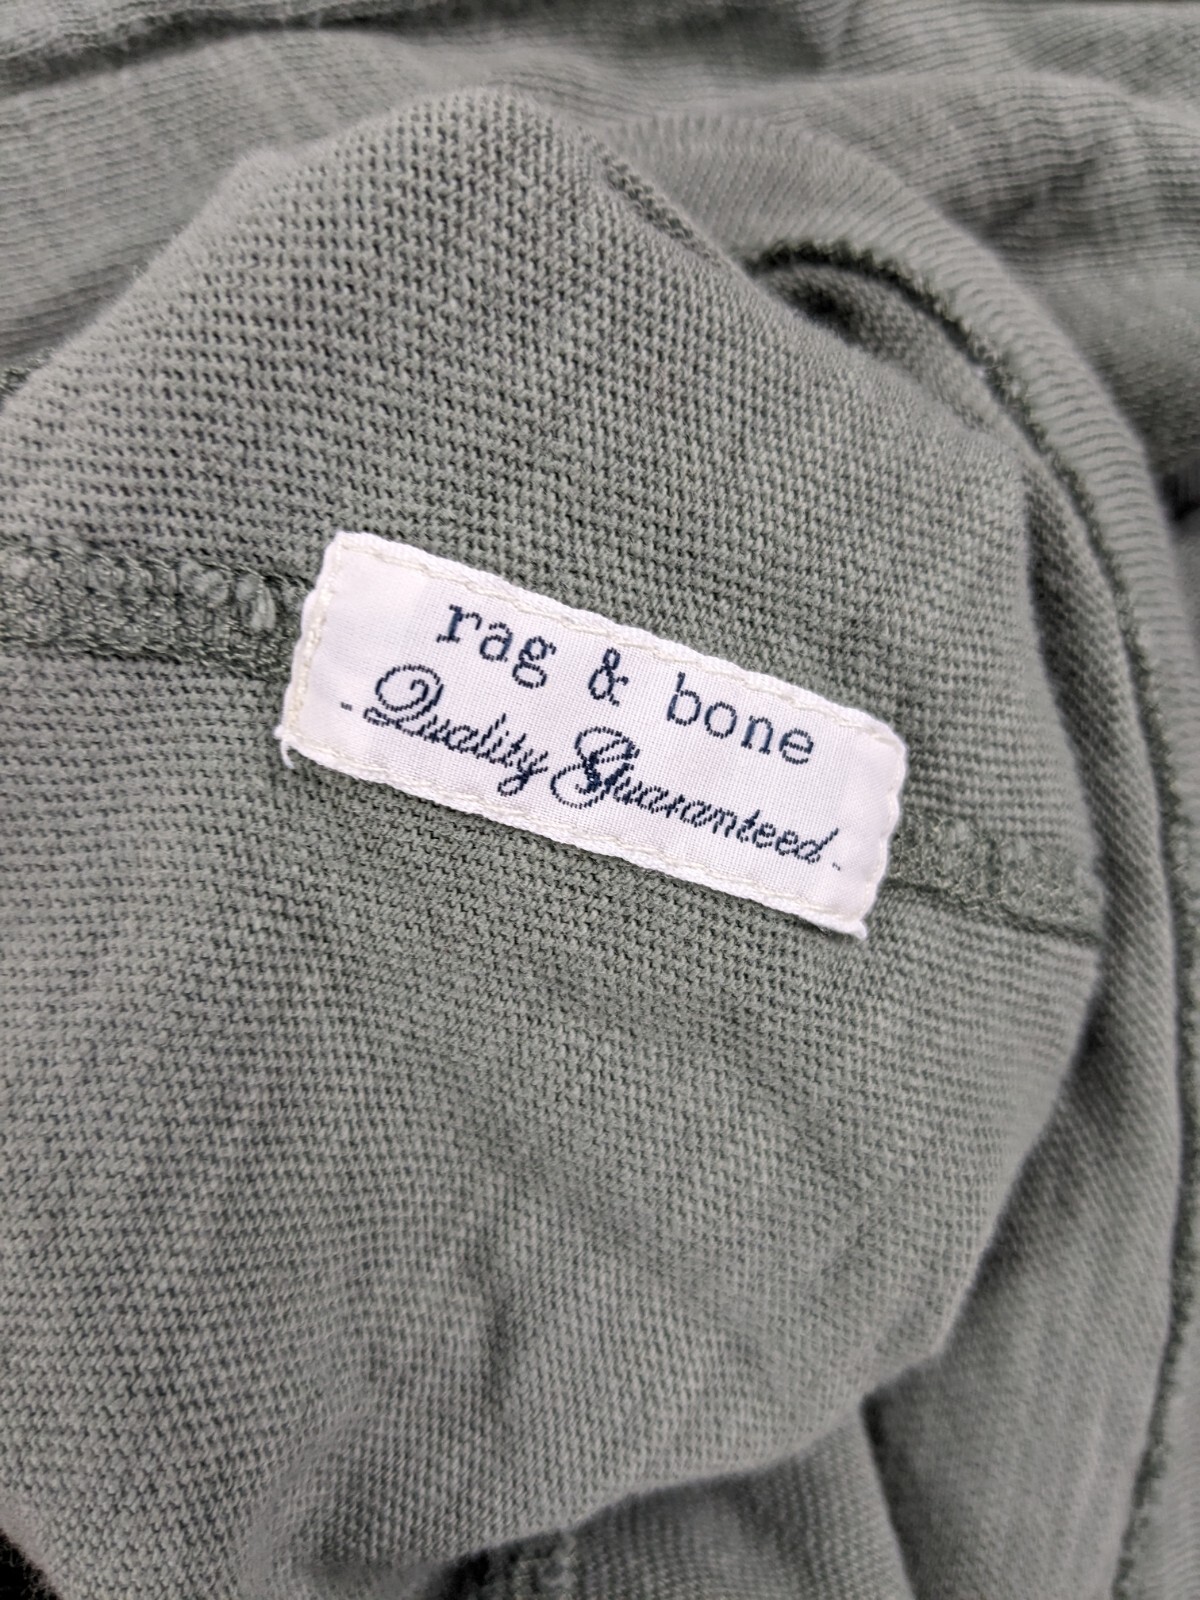 rag & bone
- Quality Guaranteed -